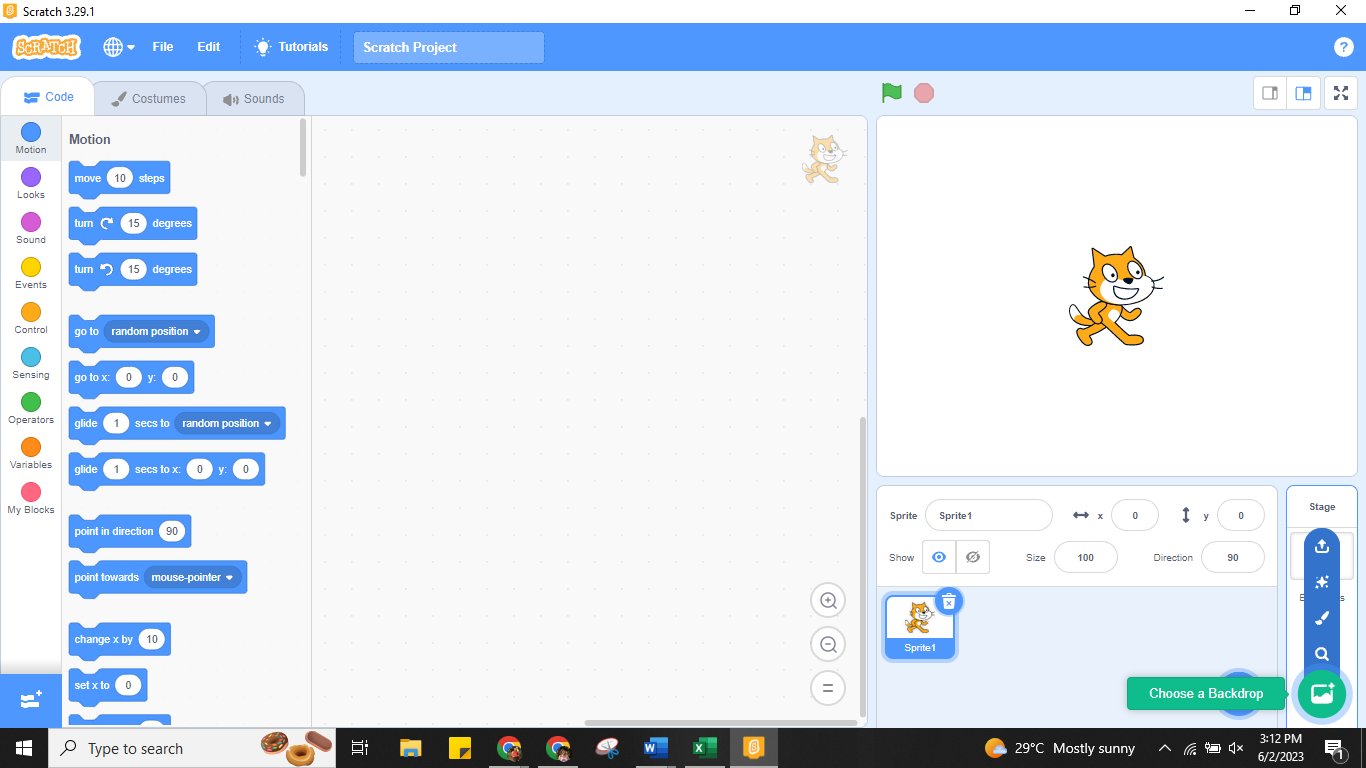 Scratch 3.29.1
SCRATCH
File
Edit
Tutorials
Scratch Project
?
Code
Costumes
Sounds
Motion
Looks
Sound
Events
Control
Sensing
Operators
Variables
My Blocks
Motion
move 10 steps
turn 15 degrees
turn 15 degrees
go to random position
go to x: 0 y: 0
glide 1 secs to random position
glide 1 secs to x: 0 y: 0
point in direction 90
point towards mouse-pointer
change x by 10
set x to 0
Sprite Sprite1 x 0 y 0
Show Size 100 Direction 90
Sprite1
Stage
Choose a Backdrop
Type to search
29°C Mostly sunny
3:12 PM
6/2/2023
1